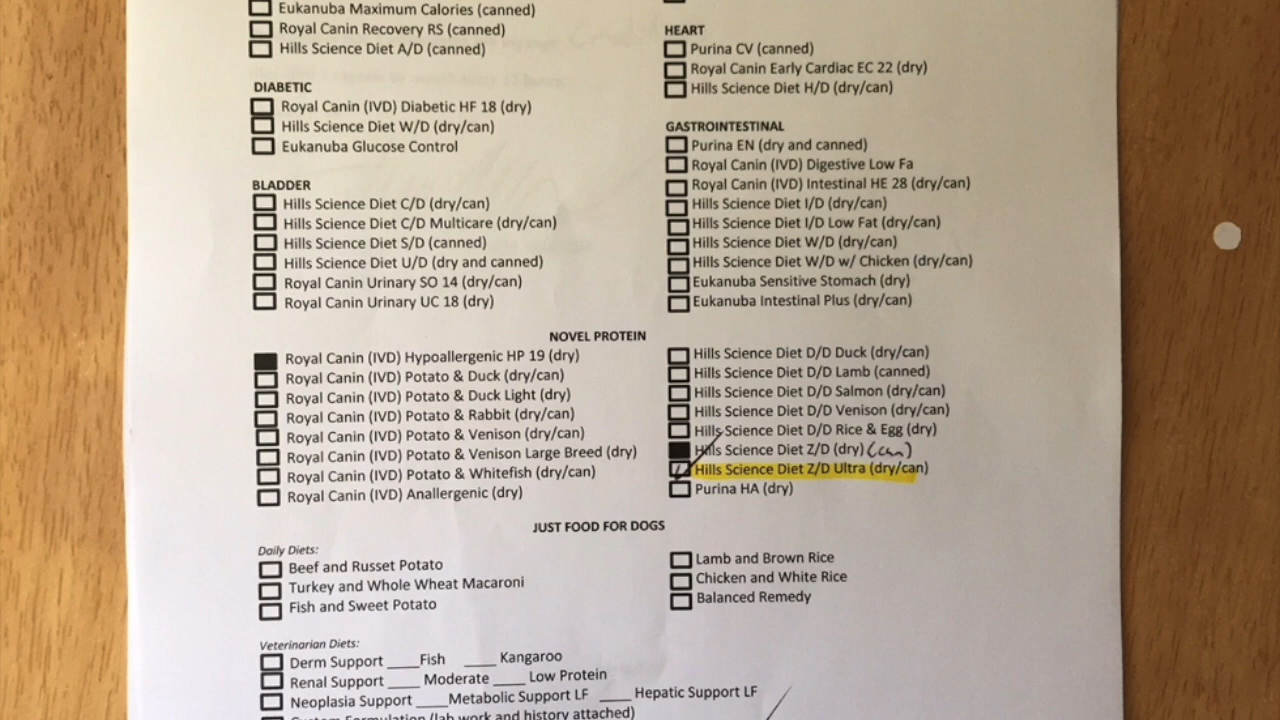 Eukanuba Maximum Calories (canned)
Royal Canin Recovery RS (canned)
Hills Science Diet A/D (canned)
DIABETIC
Royal Canin (IVD) Diabetic HF 18 (dry)
Hills Science Diet W/D (dry/can)
Eukanuba Glucose Control
BLADDER
Hills Science Diet C/D (dry/can)
Hills Science Diet C/D Multicare (dry/can)
Hills Science Diet S/D (canned)
Hills Science Diet U/D (dry and canned)
Royal Canin Urinary SO 14 (dry/can)
Royal Canin Urinary UC 18 (dry)
HEART
Purina CV (canned)
Royal Canin Early Cardiac EC 22 (dry)
Hills Science Diet H/D (dry/can)
GASTROINTESTINAL
Purina EN (dry and canned)
Royal Canin (IVD) Digestive Low Fa
Royal Canin (IVD) Intestinal HE 28 (dry/can)
Hills Science Diet I/D (dry/can)
Hills Science Diet I/D Low Fat (dry/can)
Hills Science Diet W/D (dry/can)
Hills Science Diet W/D w/ Chicken (dry/can)
Eukanuba Sensitive Stomach (dry)
Eukanuba Intestinal Plus (dry/can)
NOVEL PROTEIN
Royal Canin (IVD) Hypoallergenic HP 19 (dry)
Royal Canin (IVD) Potato & Duck (dry/can)
Royal Canin (IVD) Potato & Duck Light (dry)
Royal Canin (IVD) Potato & Rabbit (dry/can)
Royal Canin (IVD) Potato & Venison (dry/can)
Royal Canin (IVD) Potato & Venison Large Breed (dry)
Royal Canin (IVD) Potato & Whitefish (dry/can)
Royal Canin (IVD) Anallergenic (dry)
Hills Science Diet D/D Duck (dry/can)
Hills Science Diet D/D Lamb (canned)
Hills Science Diet D/D Salmon (dry/can)
Hills Science Diet D/D Venison (dry/can)
Hills Science Diet D/D Rice & Egg (dry)
Hills Science Diet Z/D (dry) (can)
Hills Science Diet Z/D Ultra (dry/can)
Purina HA (dry)
JUST FOOD FOR DOGS
Daily Diets:
Beef and Russet Potato
Turkey and Whole Wheat Macaroni
Fish and Sweet Potato
Lamb and Brown Rice
Chicken and White Rice
Balanced Remedy
Veterinarian Diets:
Derm Support ____Fish ____ Kangaroo
Renal Support ____ Moderate ____ Low Protein
Neoplasia Support ____Metabolic Support LF ____ Hepatic Support LF
Custom Formulation (lab work and history attached)